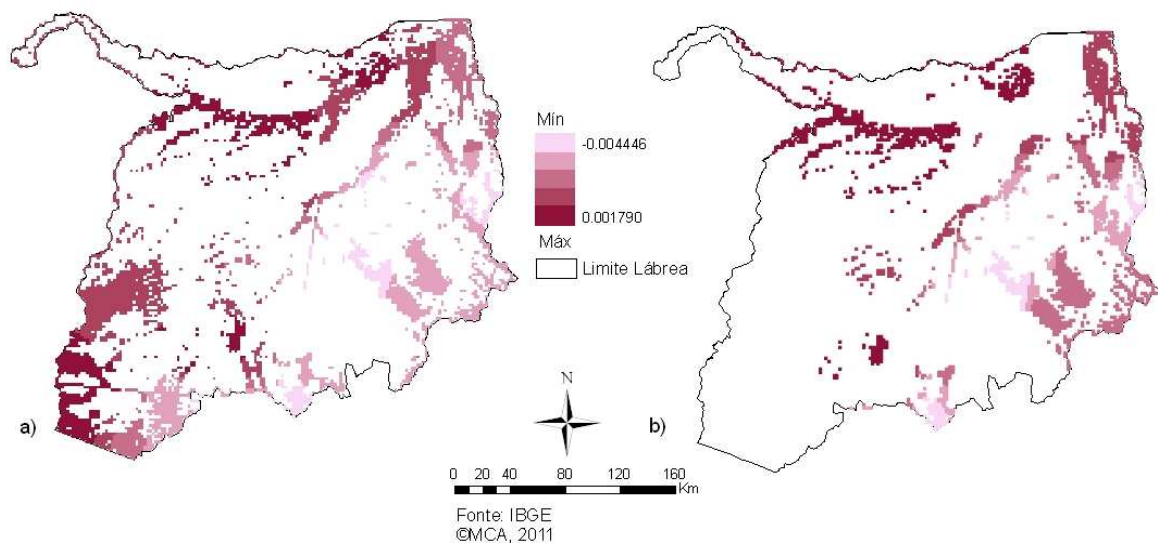 Mín
-0.004446
0.001790
Máx
Limite Lábrea
a)
N
b)
0 20 40 80 120 160
Km
Fonte: IBGE
©MCA, 2011